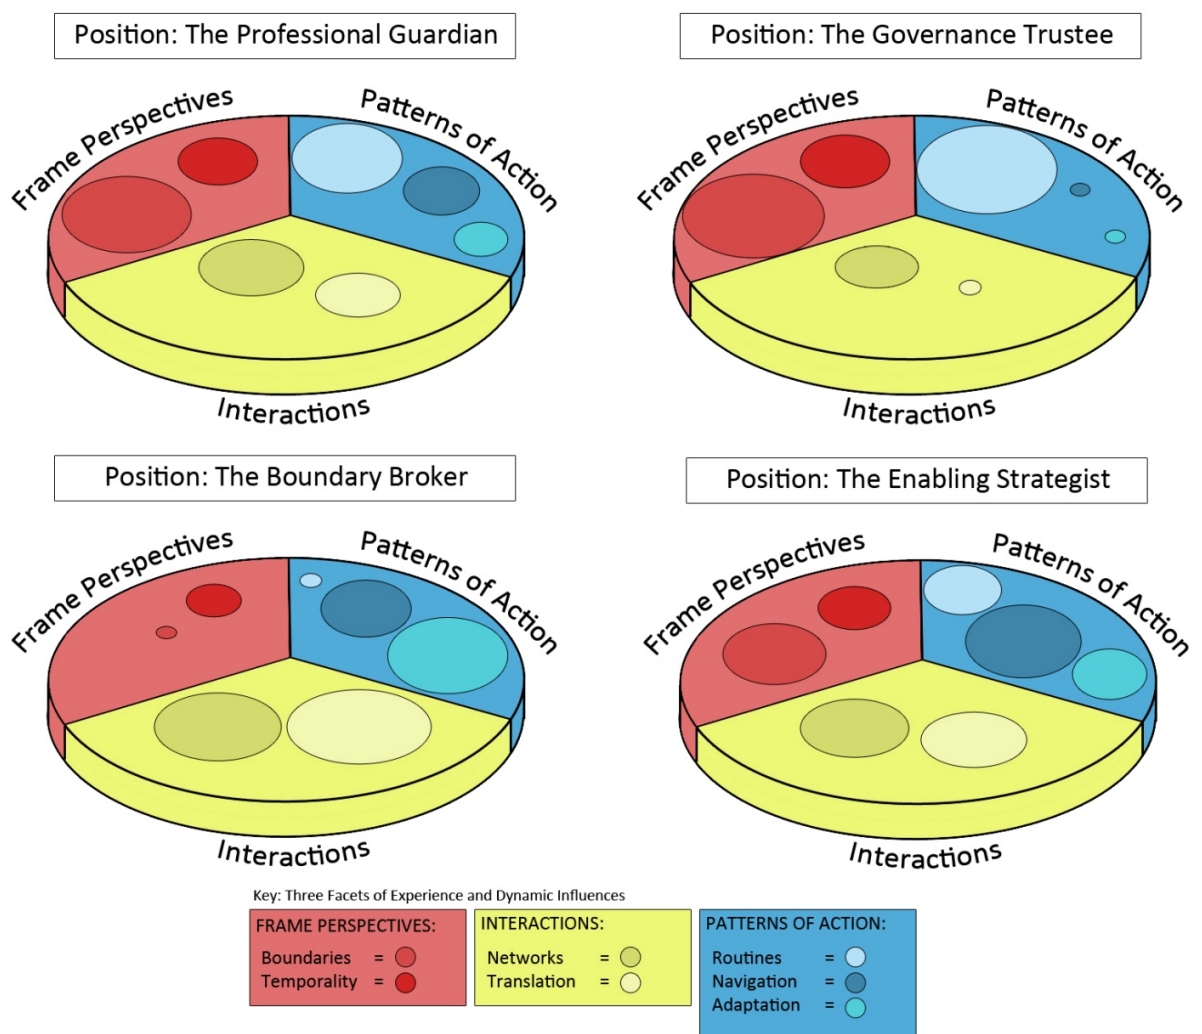 Position: The Professional Guardian
Position: The Governance Trustee
Frame Perspectives
Patterns of Action
Interactions
Frame Perspectives
Patterns of Action
Interactions
Position: The Boundary Broker
Position: The Enabling Strategist
Frame Perspectives
Patterns of Action
Interactions
Frame Perspectives
Patterns of Action
Interactions
Key: Three Facets of Experience and Dynamic Influences
FRAME PERSPECTIVES:
Boundaries =
Temporality =
INTERACTIONS:
Networks =
Translation =
PATTERNS OF ACTION:
Routines =
Navigation =
Adaptation =